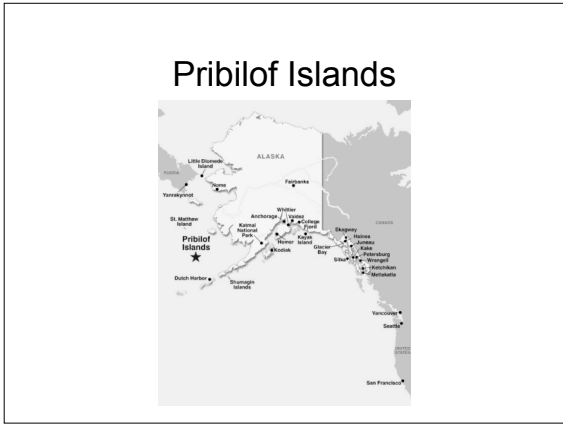 Pribilof Islands
ALASKA
Little Diomede
Island
RUSSIA
Nome
Yanrakynnot
Fairbanks
St. Matthew
Island
Whittier
Anchorage
Valdez
College
Fjord
Katmai
National
Park
Homer
Kayak
Island
Kodiak
Pribilof
Islands
Dutch Harbor
Shumagin
Islands
CANADA
Skagway
Haines
Juneau
Glacier
Bay
Kake
Petersburg
Sitka
Wrangell
Ketchikan
Metlakatla
Vancouver
Seattle
UNITED
STATES
San Francisco